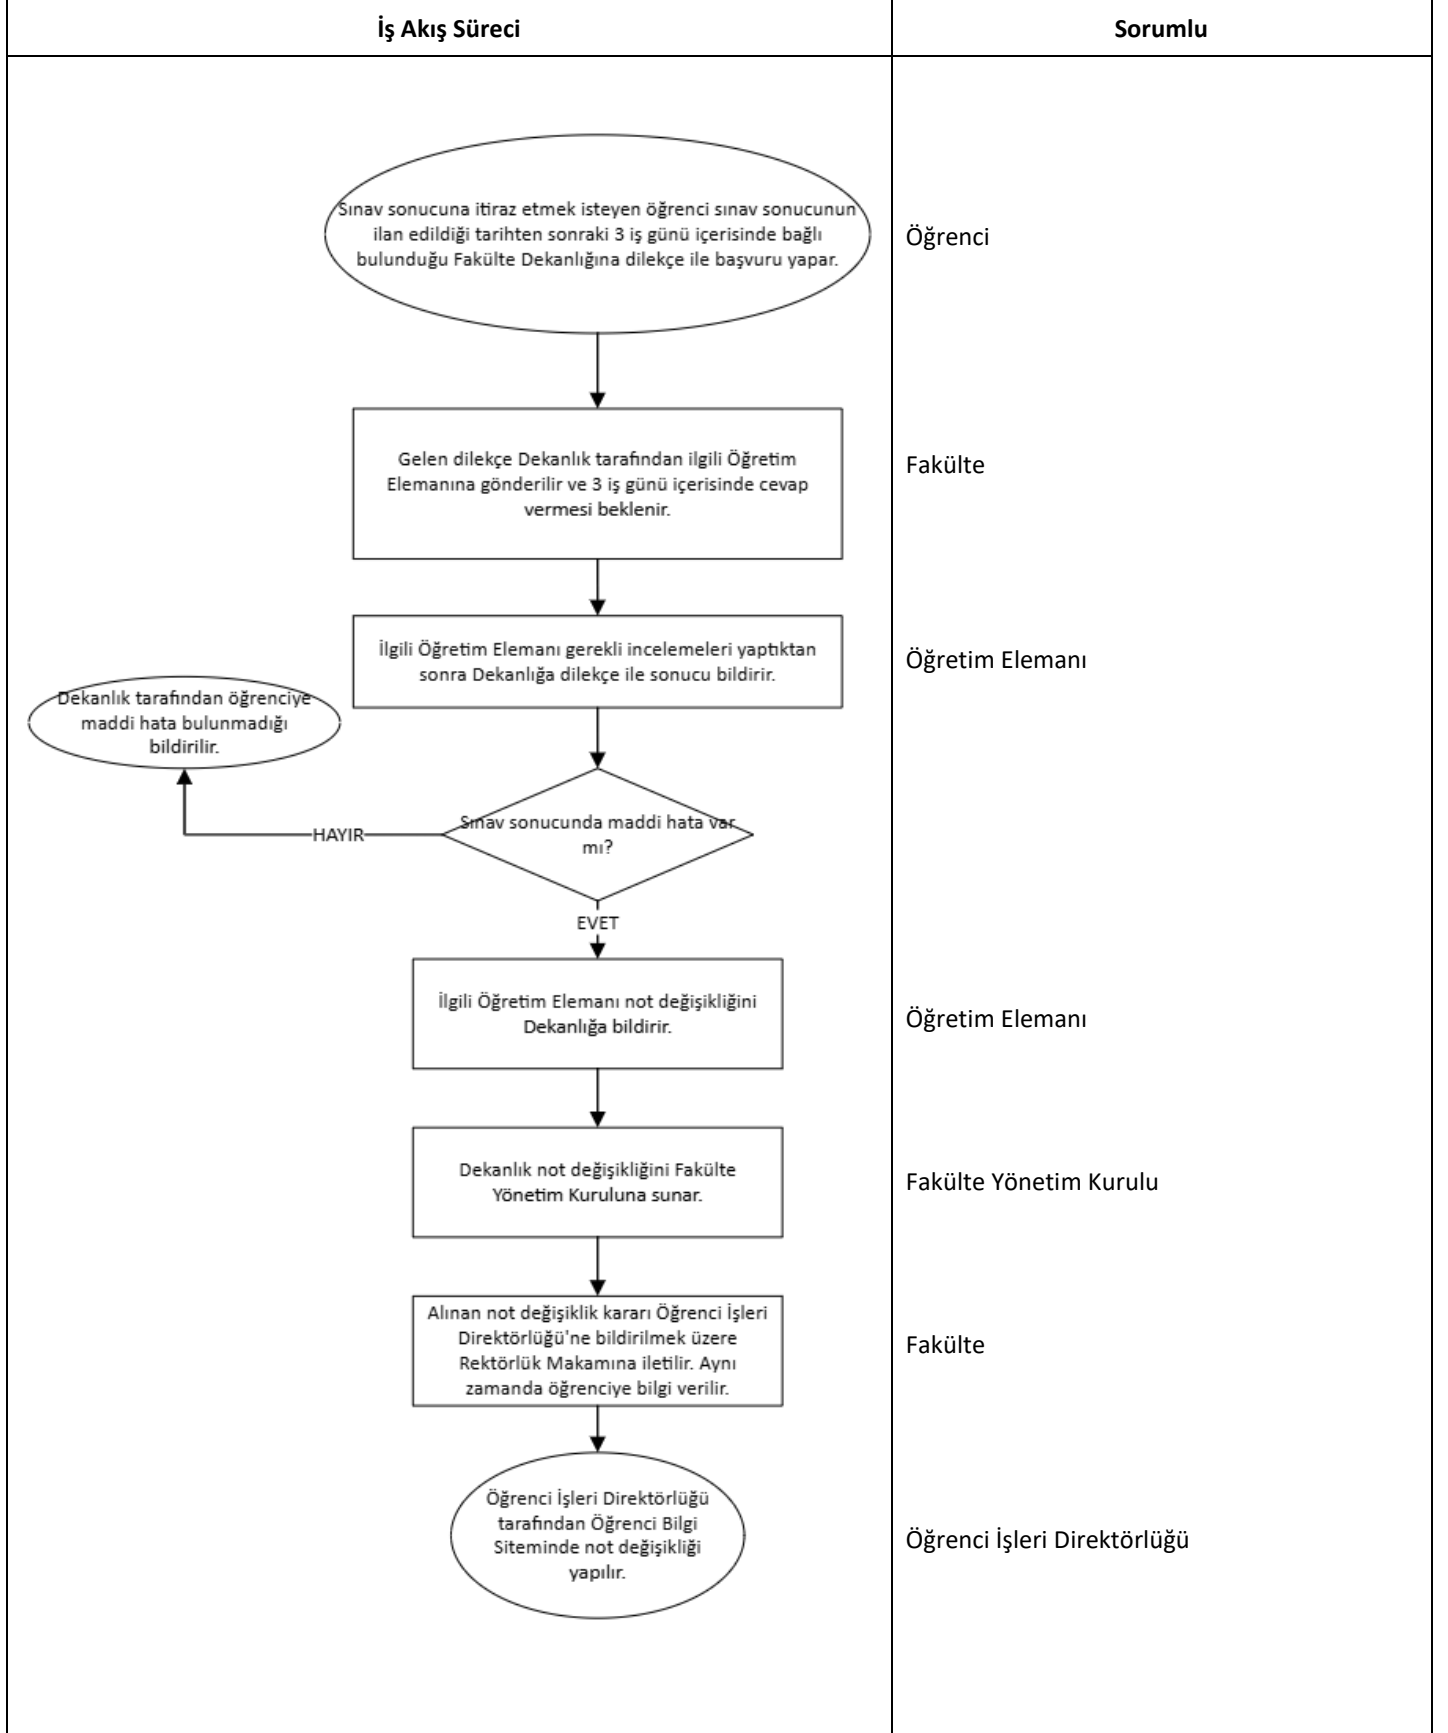 İş Akış Süreci
Sorumlu
Sınav sonucuna itiraz etmek isteyen öğrenci sınav sonucunun
ilan edildiği tarihten sonraki 3 iş günü içerisinde bağlı
bulunduğu Fakülte Dekanlığına dilekçe ile başvuru yapar.
Öğrenci
Gelen dilekçe Dekanlık tarafından ilgili Öğretim
Elemanına gönderilir ve 3 iş günü içerisinde cevap
vermesi beklenir.
Fakülte
İlgili Öğretim Elemanı gerekli incelemeleri yaptıktan
sonra Dekanlığa dilekçe ile sonucu bildirir.
Öğretim Elemanı
Dekanlık tarafından öğrenciye
maddi hata bulunmadığı
bildirilir.
Sınav sonucunda maddi hata var
mı?
HAYIR
EVET
İlgili Öğretim Elemanı not değişikliğini
Dekanlığa bildirir.
Öğretim Elemanı
Dekanlık not değişikliğini Fakülte
Yönetim Kuruluna sunar.
Fakülte Yönetim Kurulu
Alınan not değişiklik kararı Öğrenci İşleri
Direktörlüğü'ne bildirilmek üzere
Rektörlük Makamına iletilir. Aynı
zamanda öğrenciye bilgi verilir.
Fakülte
Öğrenci İşleri Direktörlüğü
tarafından Öğrenci Bilgi
Siteminde not değişikliği
yapılır.
Öğrenci İşleri Direktörlüğü